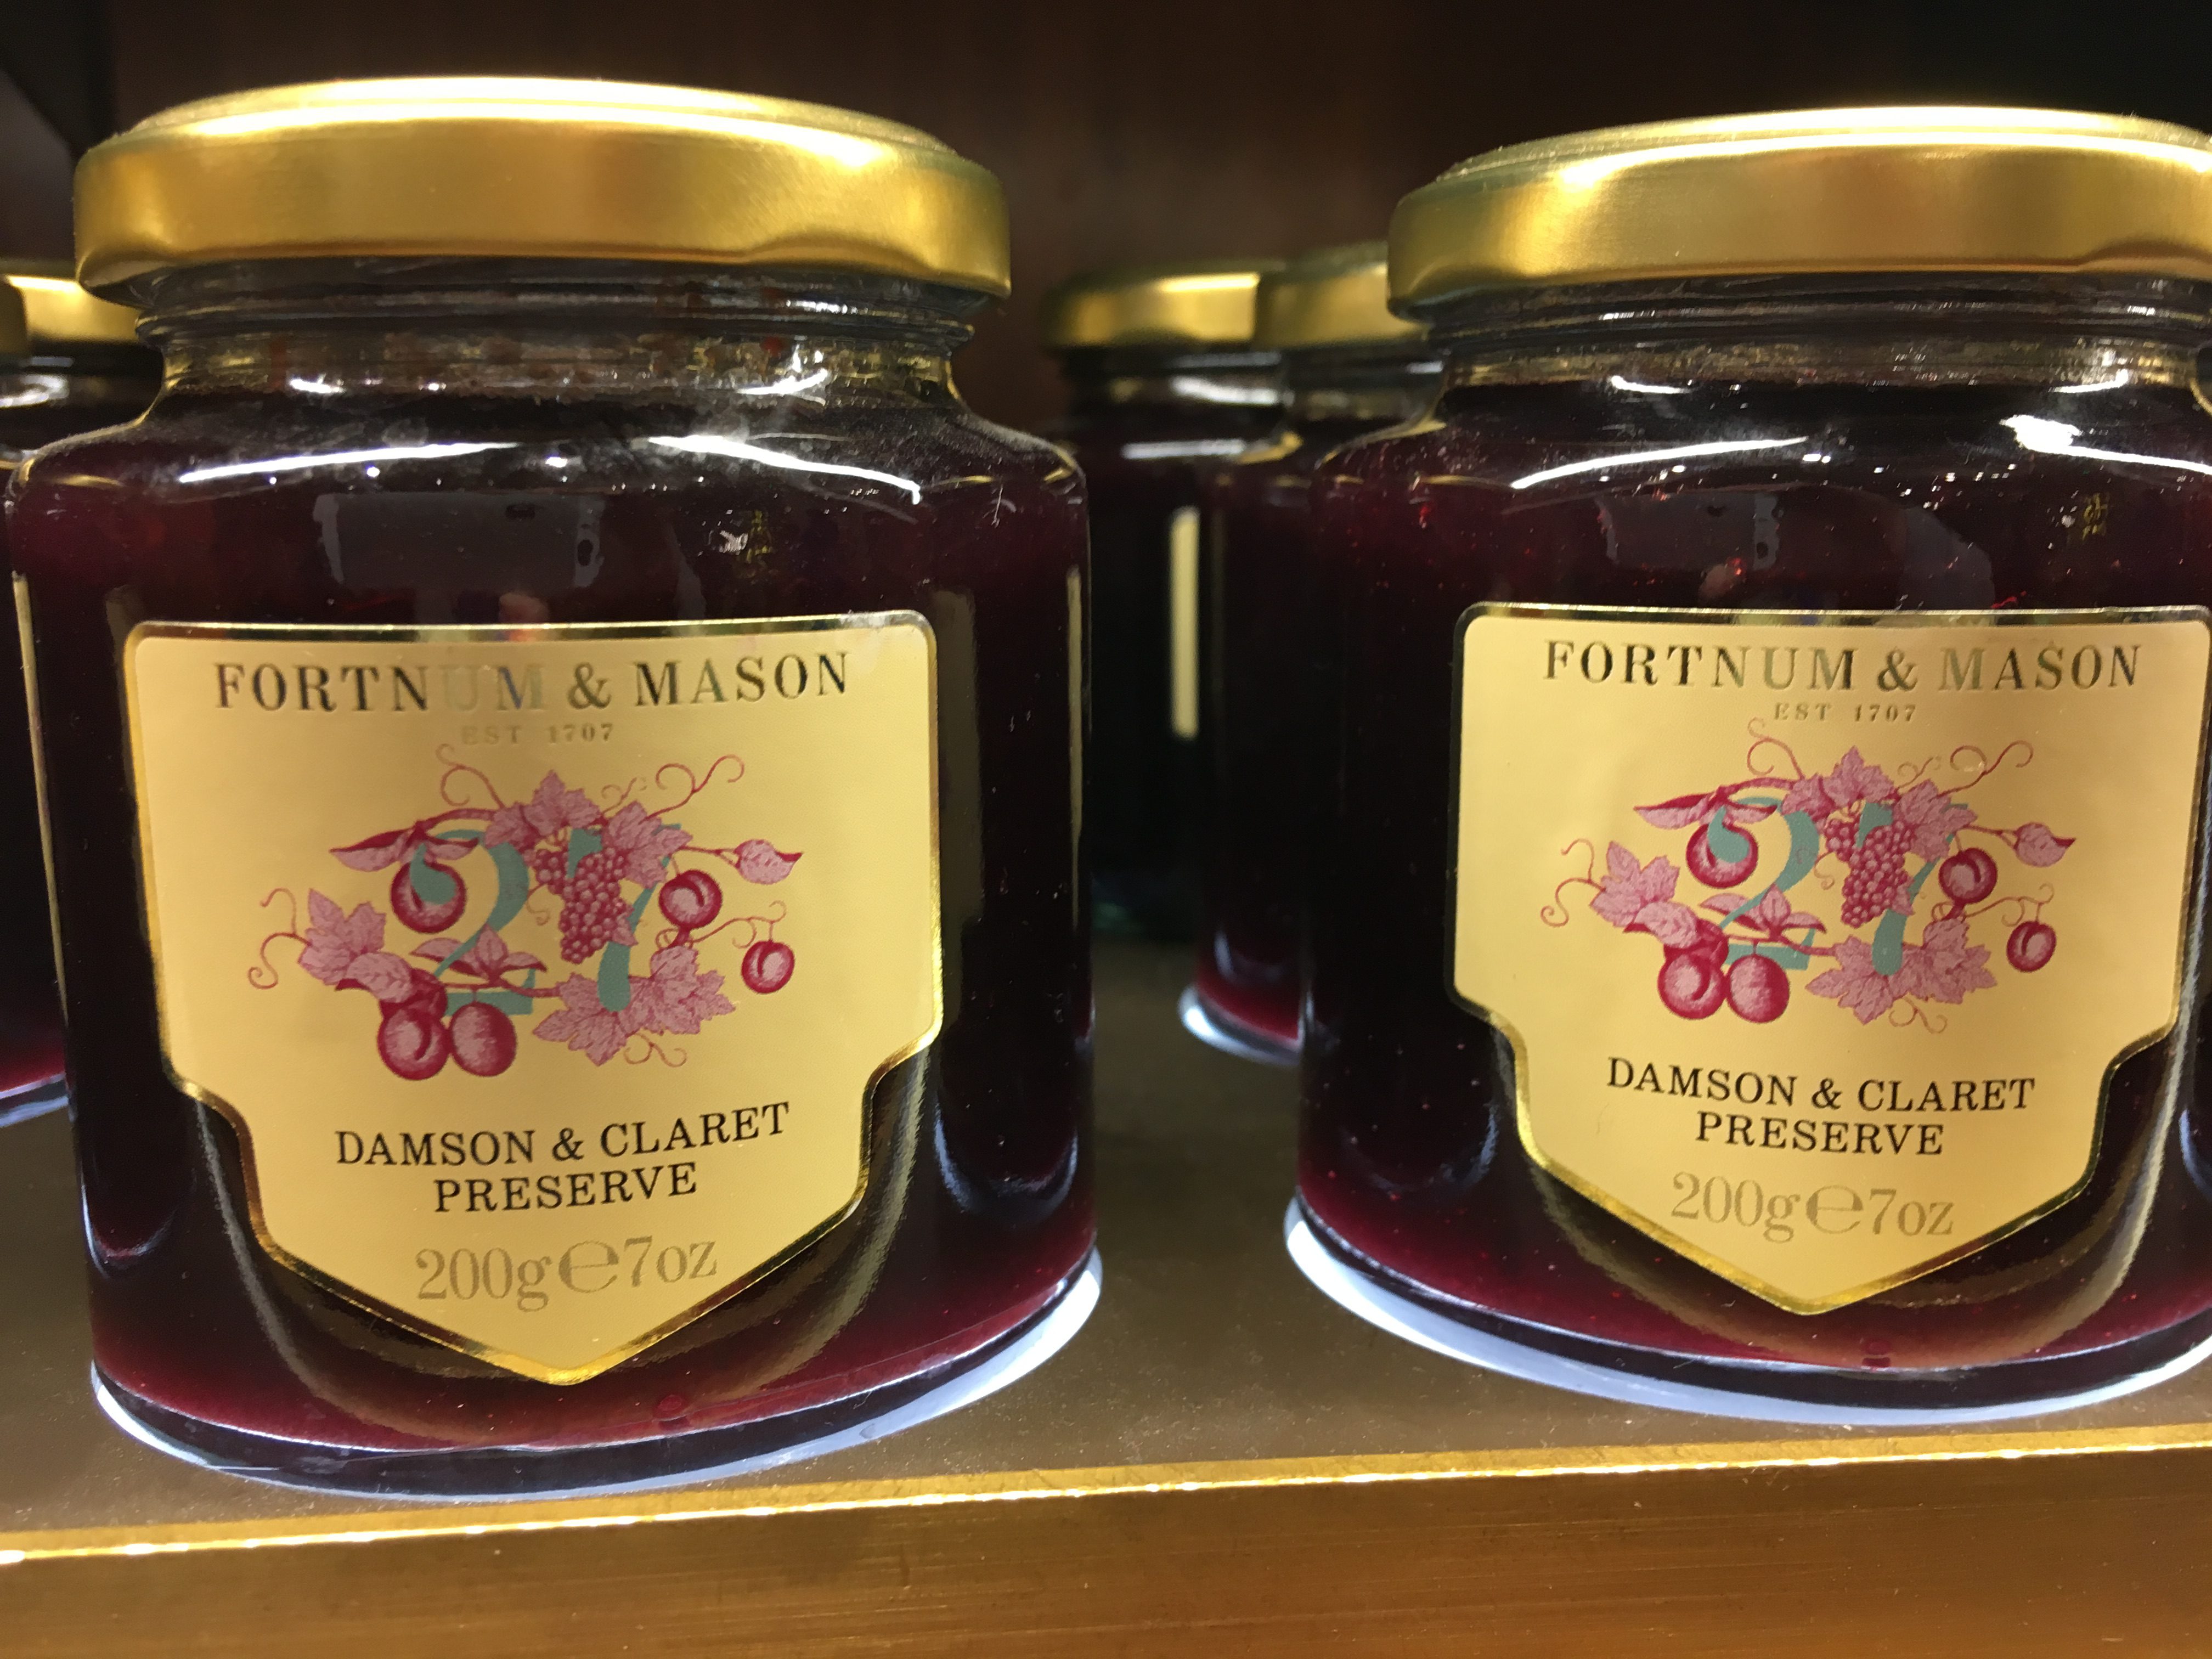 FORTNUM & MASON
EST 1707
27
DAMSON & CLARET
PRESERVE
200g℮7oz
FORTNUM & MASON
EST 1707
27
DAMSON & CLARET
PRESERVE
200g℮7oz